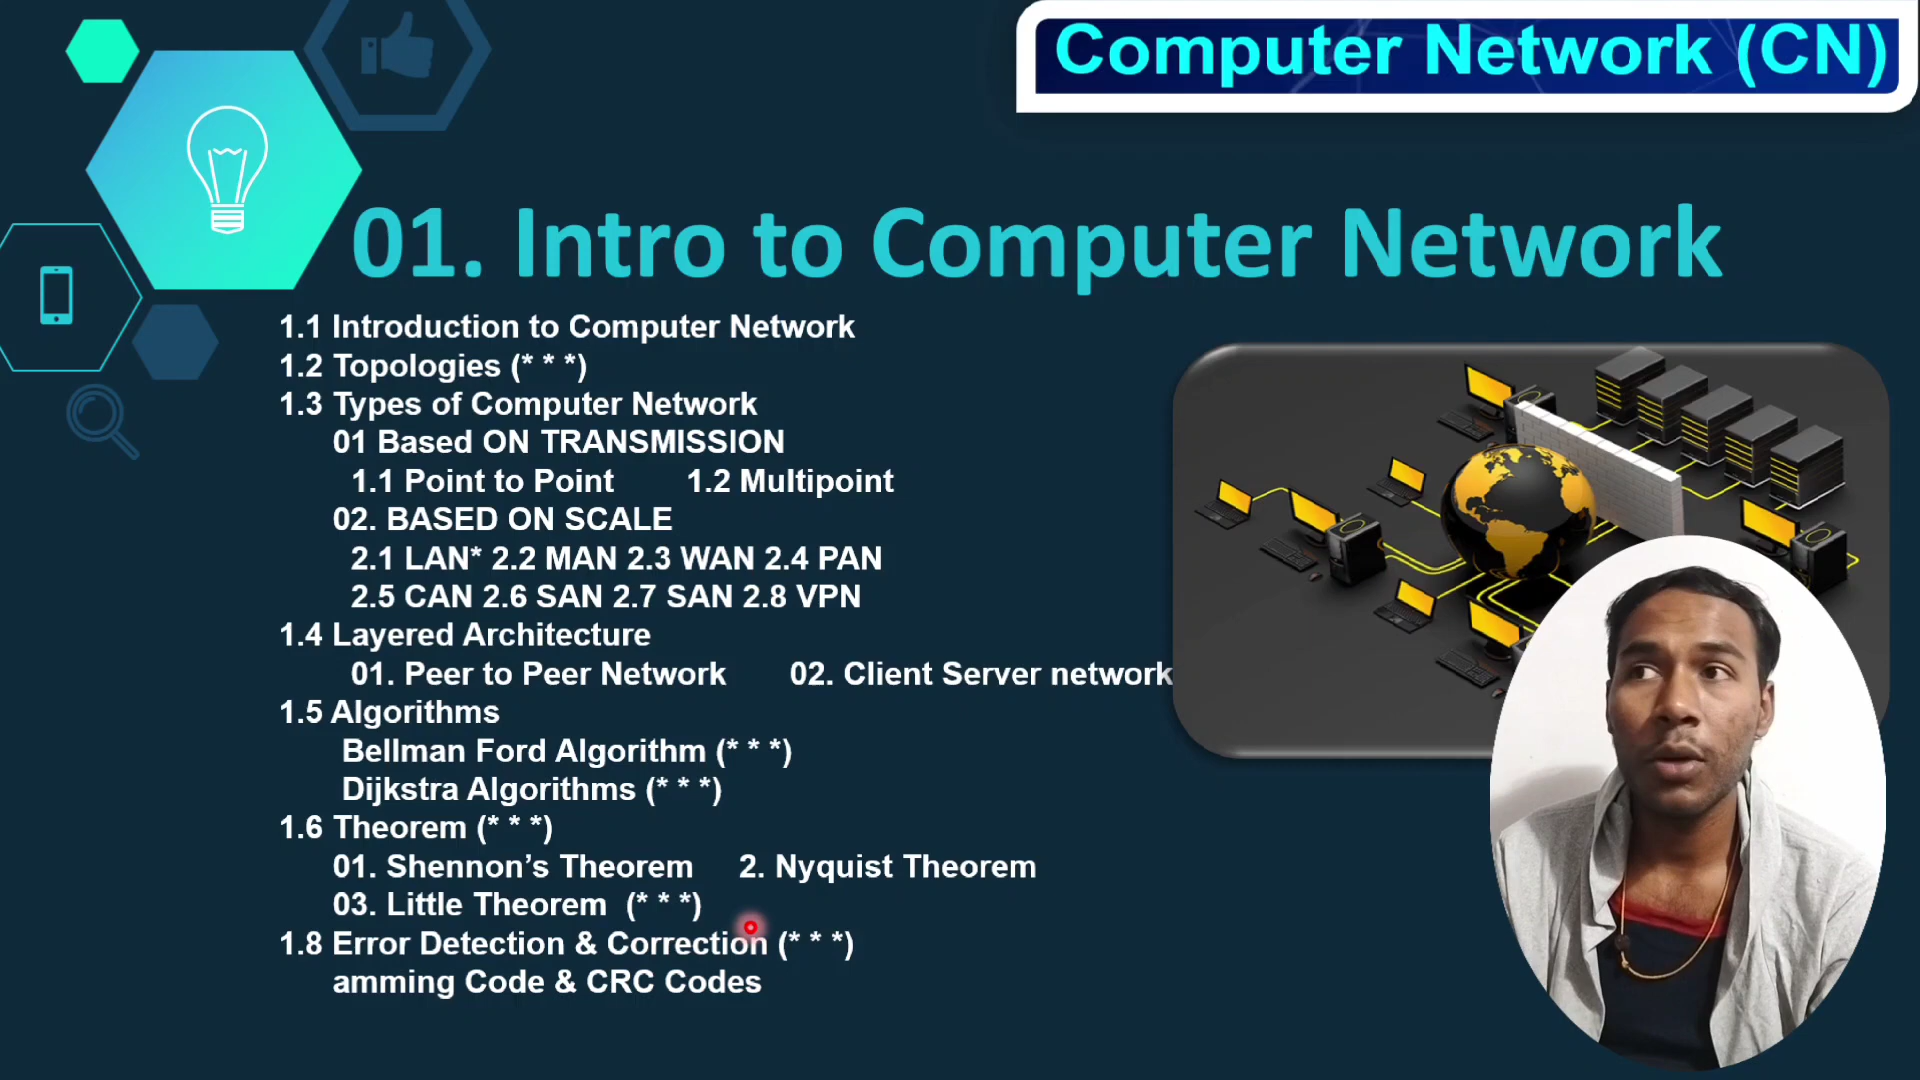 Computer Network (CN)
01. Intro to Computer Network
1.1 Introduction to Computer Network
1.2 Topologies (* * *)
1.3 Types of Computer Network
01 Based ON TRANSMISSION
1.1 Point to Point 1.2 Multipoint
02. BASED ON SCALE
2.1 LAN* 2.2 MAN 2.3 WAN 2.4 PAN
2.5 CAN 2.6 SAN 2.7 SAN 2.8 VPN
1.4 Layered Architecture
01. Peer to Peer Network 02. Client Server network
1.5 Algorithms
Bellman Ford Algorithm (* * *)
Dijkstra Algorithms (* * *)
1.6 Theorem (* * *)
01. Shennon’s Theorem 2. Nyquist Theorem
03. Little Theorem (* * *)
1.8 Error Detection & Correction (* * *)
amming Code & CRC Codes